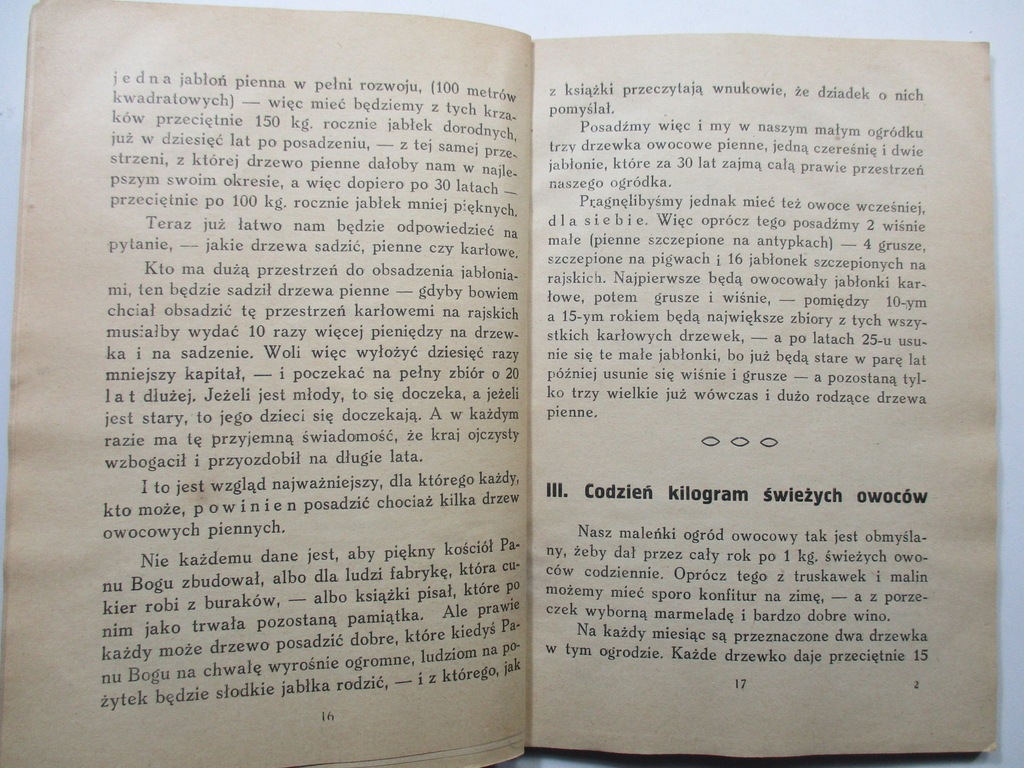 jedna jabłoń pienna w pełni rozwoju, (100 metrów
kwadratowych) — więc mieć będziemy z tych krza-
ków przeciętnie 150 kg. rocznie jabłek dorodnych,
już w dziesięć lat po posadzeniu, — z tej samej prze-
strzeni, z której drzewo pienne dałoby nam w najle-
pszym swoim okresie, a więc dopiero po 30 latach —
przeciętnie po 100 kg. rocznie jabłek mniej pięknych.
Teraz już łatwo nam będzie odpowiedzieć na
pytanie, — jakie drzewa sadzić, pienne czy karłowe.
Kto ma dużą przestrzeń do obsadzenia jabłonia-
mi, ten będzie sadził drzewa pienne — gdyby bowiem
chciał obsadzić tę przestrzeń karłowemi na rajskich
musiałby wydać 10 razy więcej pieniędzy na drzew-
ka i na sadzenie. Woli więc wyłożyć dziesięć razy
mniejszy kapitał, — i poczekać na pełny zbiór o 20
lat dłużej. Jeżeli jest młody, to się doczeka, a jeżeli
jest stary, to jego dzieci się doczekają. A w każdym
razie ma tę przyjemną świadomość, że kraj ojczysty
wzbogacił i przyozdobił na długie lata.
I to jest wzgląd najważniejszy, dla którego każdy,
kto może, powinien posadzić chociaż kilka drzew
owocowych piennych.
Nie każdemu dane jest, aby piękny kościół Pa-
nu Bogu zbudował, albo dla ludzi fabrykę, która cu-
kier robi z buraków, — albo książki pisał, które po
nim jako trwała pozostaną pamiątka. Ale prawie
każdy może drzewo posadzić dobre, które kiedyś Pa-
nu Bogu na chwałę wyrośnie ogromne, ludziom na po-
żytek będzie słodkie jabłka rodzić, — i z którego, jak
16
z książki przeczytają wnukowie, że dziadek o nich
pomyślał.
Posadźmy więc i my w naszym małym ogródku
trzy drzewka owocowe pienne, jedną czereśnię i dwie
jabłonie, które za 30 lat zajmą całą prawie przestrzeń
naszego ogródka.
Pragnęlibyśmy jednak mieć też owoce wcześniej,
dla siebie. Więc oprócz tego posadźmy 2 wiśnie
małe (pienne szczepione na antypkach) — 4 grusze,
szczepione na pigwach i 16 jabłonek szczepionych na
rajskich. Najpierwsze będą owocowały jabłonki kar-
łowe, potem grusze i wiśnie, — pomiędzy 10-ym
a 15-ym rokiem będą największe zbiory z tych wszy-
stkich karłowych drzewek, — a po latach 25-u usu-
nie się te małe jabłonki, bo już będą stare w parę lat
później usunie się wiśnie i grusze — a pozostaną tyl-
ko trzy wielkie już wówczas i dużo rodzące drzewa
pienne.
III. Codzień kilogram świeżych owoców
Nasz maleńki ogród owocowy tak jest obmyśla-
ny, żeby dał przez cały rok po 1 kg. świeżych owo-
ców codziennie. Oprócz tego z truskawek i malin
możemy mieć sporo konfitur na zimę, — a z porze-
czek wyborną marmeladę i bardzo dobre wino.
Na każdy miesiąc są przeznaczone dwa drzewka
w tym ogrodzie. Każde drzewko daje przeciętnie 15
17 2